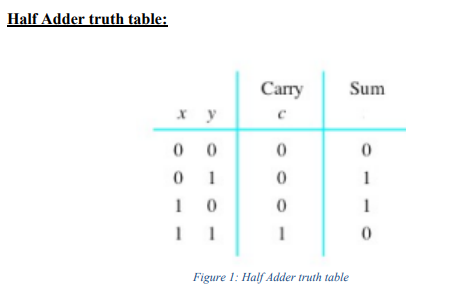 Half Adder truth table:
Carry Sum
x y c
0 0 0 0
0 1 0 1
1 0 0 1
1 1 1 0
Figure 1: Half Adder truth table